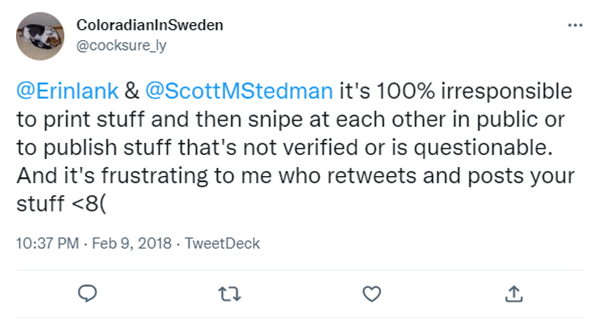 ColoradianInSweden
@cocksure_ly
@Erinlank & @ScottMStedman it's 100% irresponsible
to print stuff and then snipe at each other in public or
to publish stuff that's not verified or is questionable.
And it's frustrating to me who retweets and posts your
stuff <8(
10:37 PM · Feb 9, 2018 · TweetDeck